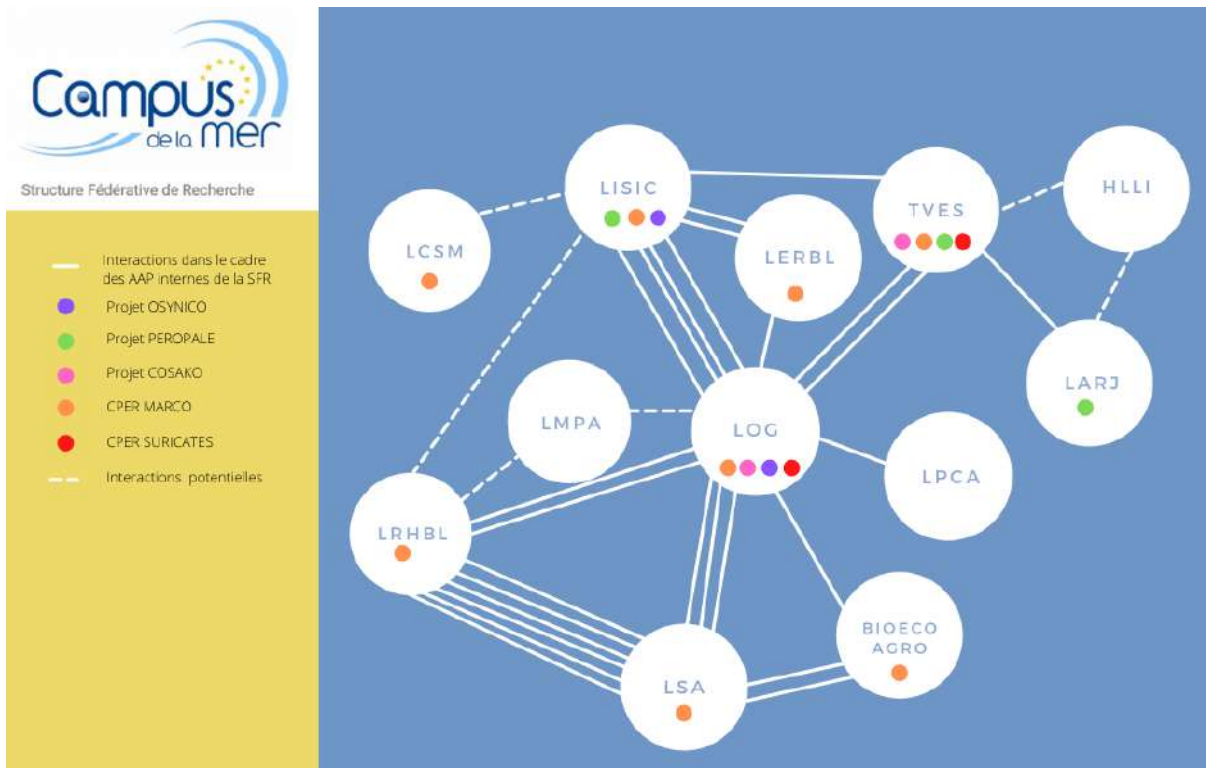 Campus
de la mer
Structure Fédérative de Recherche
Interactions dans le cadre
des AAP internes de la SFR
Projet OSYNICO
Projet PEROPALE
Projet COSAKO
CPER MARCO
CPER SURICATES
Interactions potentielles
LISIC
TVES
HLLI
LCSM
LERBL
LARJ
LMPA
LOG
LPCA
LRHBL
BIOECO
AGRO
LSA